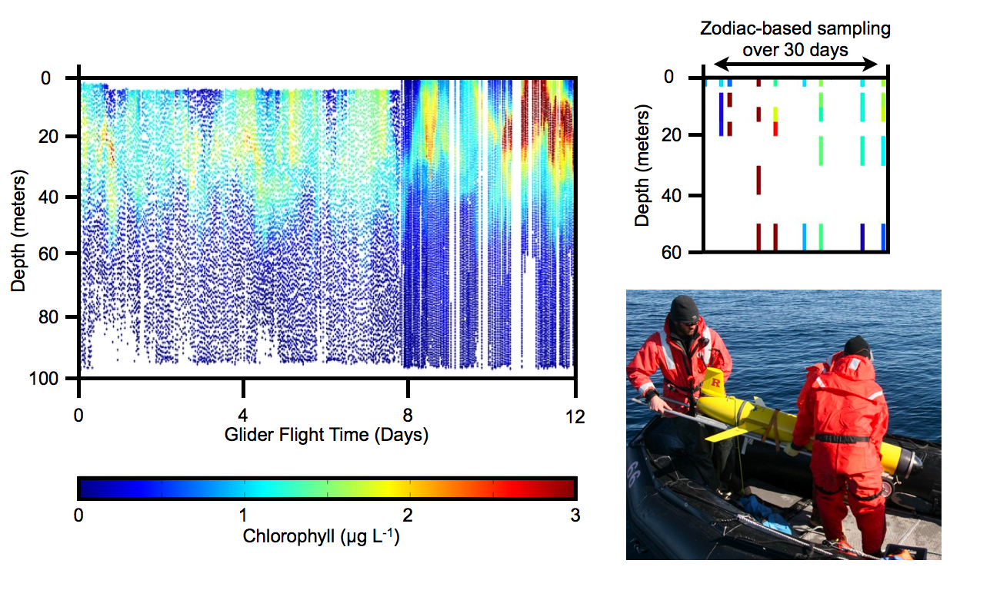 0
20
40
60
80
100
Depth (meters)
0
4
8
12
Glider Flight Time (Days)
0
1
2
3
Chlorophyll (µg L-1)
Zodiac-based sampling
over 30 days
0
20
40
60
Depth (meters)
R
66